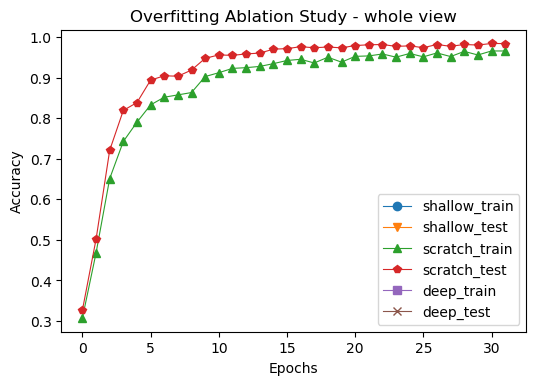 Overfitting Ablation Study - whole view
1.0
0.9
0.8
0.7
0.6
0.5
0.4
0.3
Accuracy
shallow_train
shallow_test
scratch_train
scratch_test
deep_train
deep_test
0 5 10 15 20 25 30
Epochs